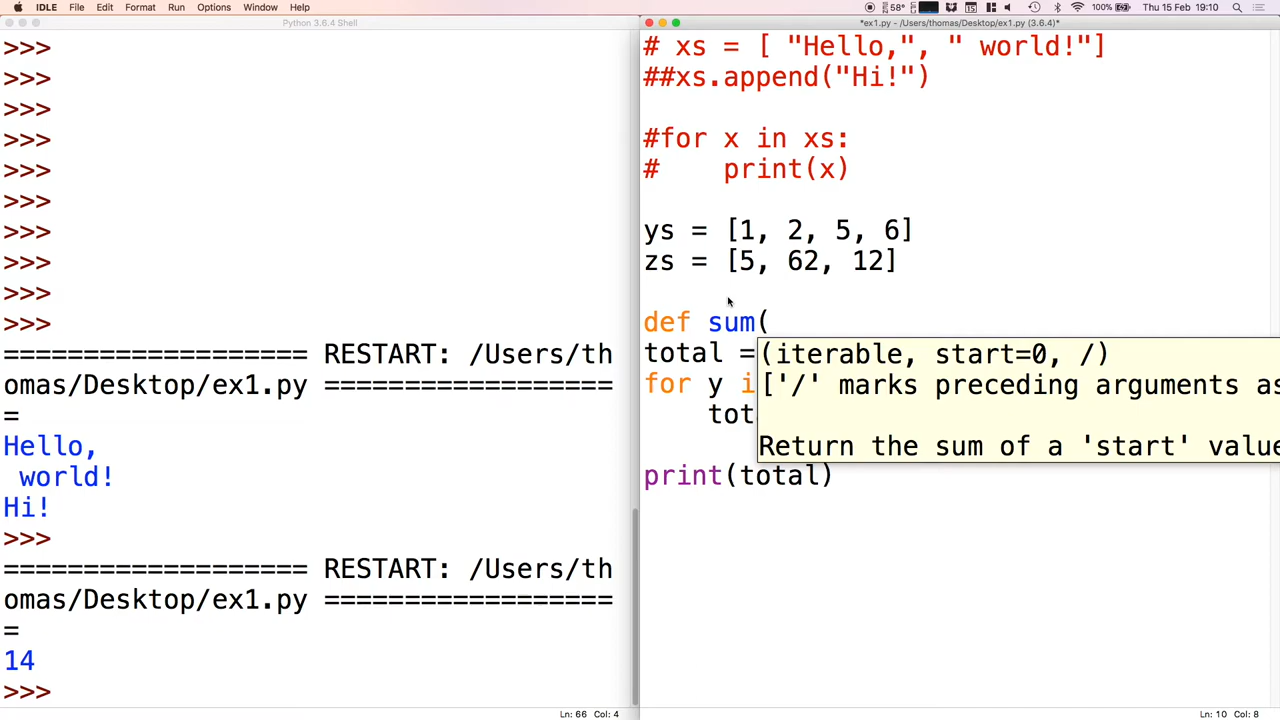 IDLE File Edit Format Run Options Window Help
58° 100% Thu 15 Feb 19:10
Python 3.6.4 Shell
>>>
>>>
>>>
>>>
>>>
>>>
>>>
>>>
>>>
>>>
=================== RESTART: /Users/th
omas/Desktop/ex1.py ===================
=
Hello,
 world!
Hi!
>>>
=================== RESTART: /Users/th
omas/Desktop/ex1.py ===================
=
14
>>>
Ln: 66 Col: 4
*ex1.py - /Users/thomas/Desktop/ex1.py (3.6.4)*
# xs = [ "Hello,", " world!"]
##xs.append("Hi!")
#for x in xs:
#    print(x)
ys = [1, 2, 5, 6]
zs = [5, 62, 12]
def sum(
total =
for y i
    tot
(iterable, start=0, /)
['/' marks preceding arguments as
Return the sum of a 'start' value
print(total)
Ln: 10 Col: 8